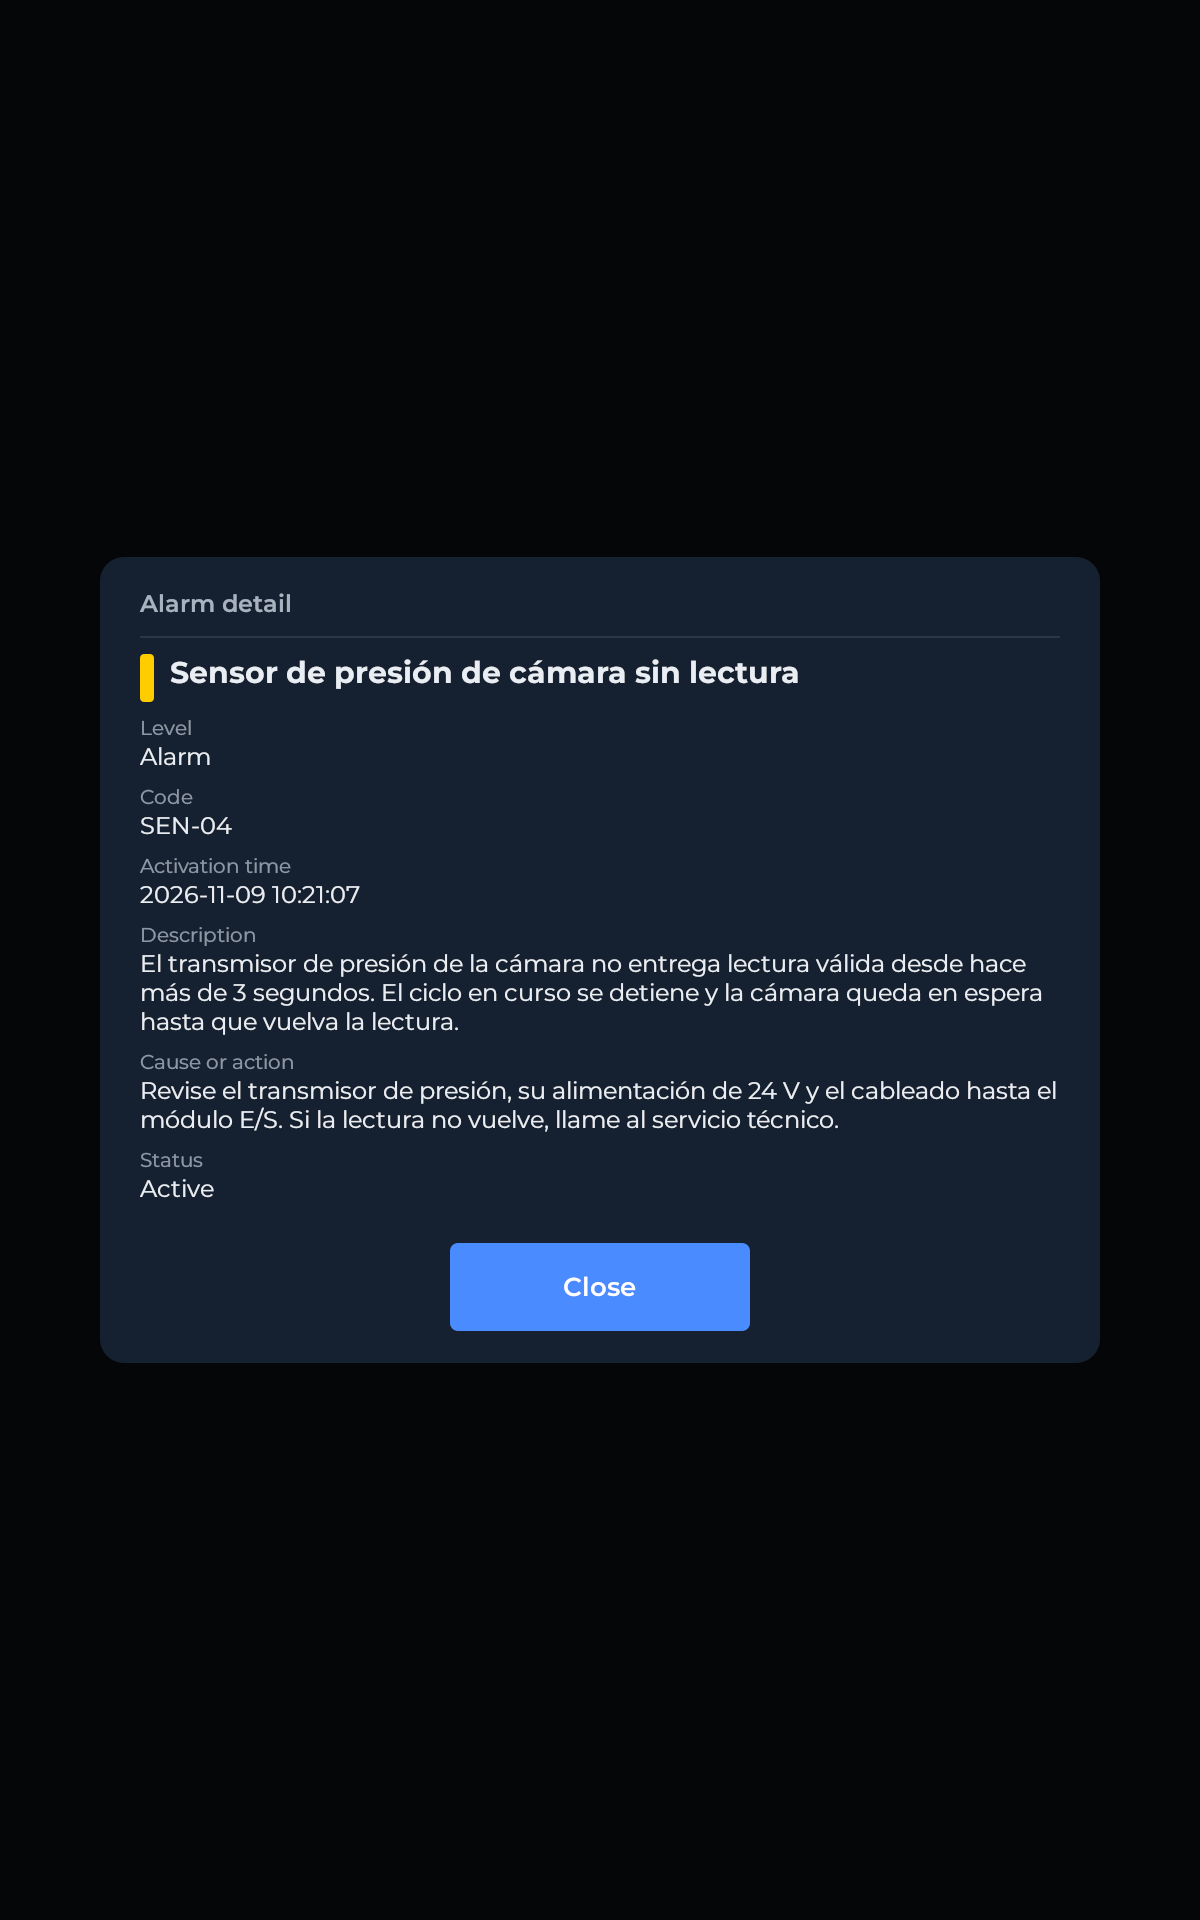 Alarm detail
Sensor de presión de cámara sin lectura
Level
Alarm
Code
SEN-04
Activation time
2026-11-09 10:21:07
Description
El transmisor de presión de la cámara no entrega lectura válida desde hace
más de 3 segundos. El ciclo en curso se detiene y la cámara queda en espera
hasta que vuelva la lectura.
Cause or action
Revise el transmisor de presión, su alimentación de 24 V y el cableado hasta el
módulo E/S. Si la lectura no vuelve, llame al servicio técnico.
Status
Active
Close